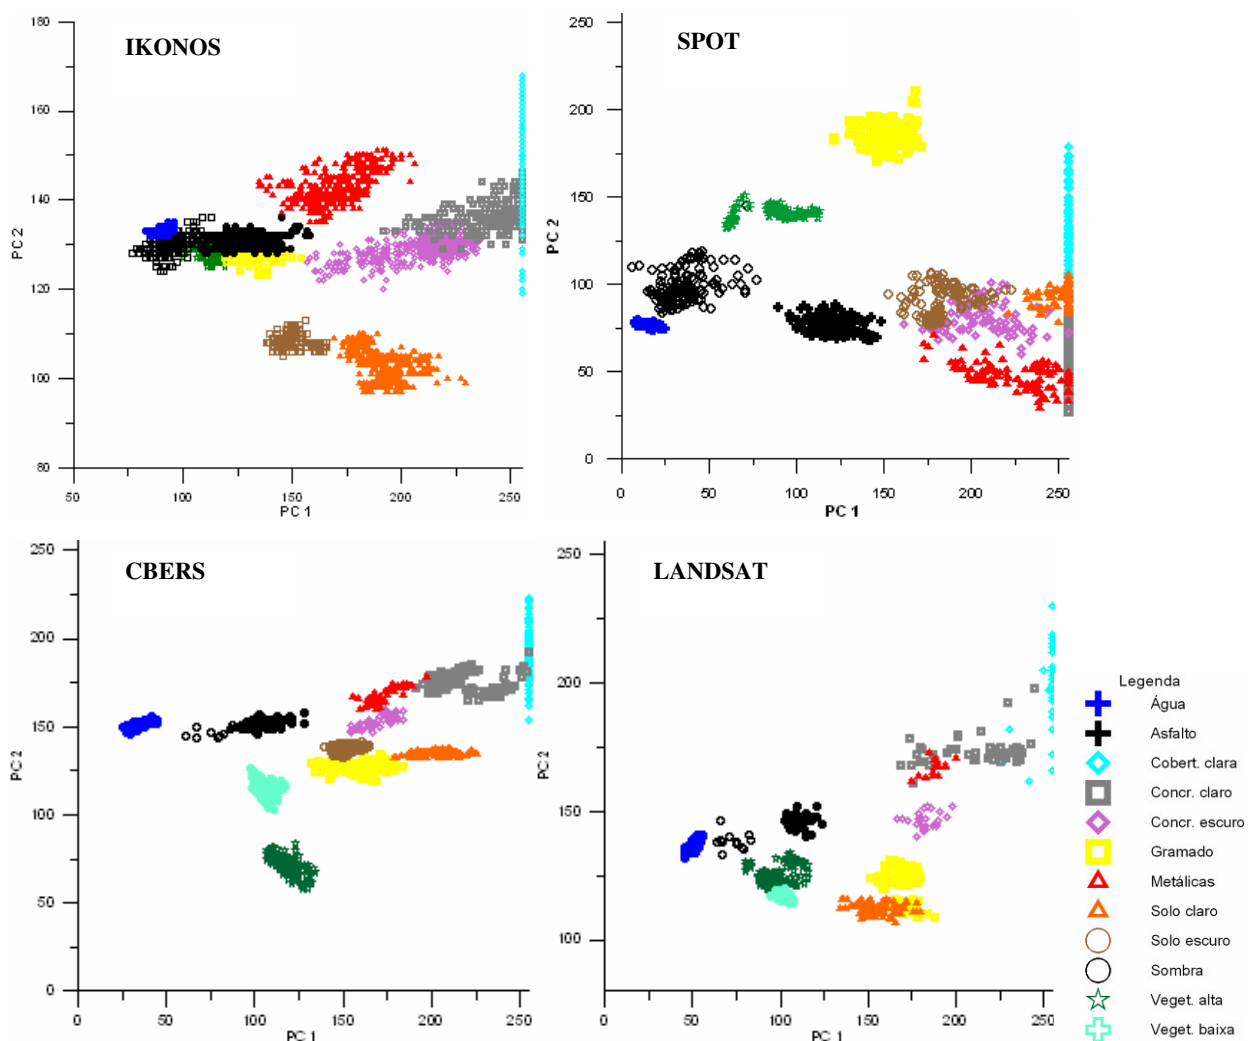 IKONOS
180
160
140
120
100
80
PC 2
50
100
150
200
250
PC 1
SPOT
250
200
150
100
50
0
PC 2
0
50
100
150
200
250
PC 1
CBERS
250
200
150
100
50
0
PC 2
0
50
100
150
200
250
PC 1
LANDSAT
250
200
150
100
PC 2
50
100
150
200
250
PC 1
Legenda
Água
Asfalto
Cobert. clara
Concr. claro
Concr. escuro
Gramado
Metálicas
Solo claro
Solo escuro
Sombra
Veget. alta
Veget. baixa